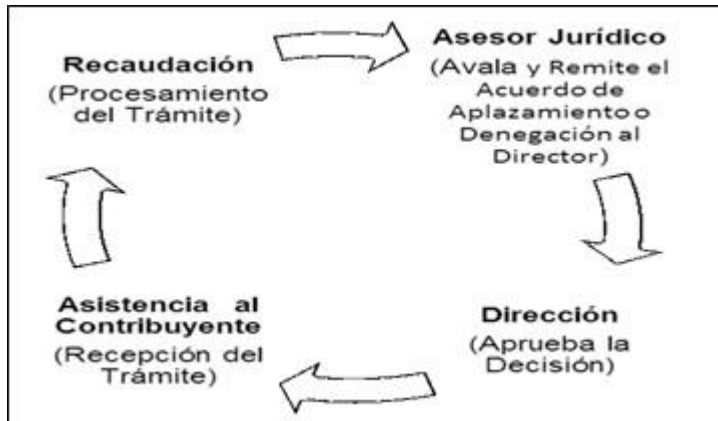 Recaudación
(Procesamiento
del Trámite)
Asesor Jurídico
(Avala y Remite el
Acuerdo de
Aplazamiento o
Denegación al
Director)
Asistencia al
Contribuyente
(Recepción del
Trámite)
Dirección
(Aprueba la
Decisión)